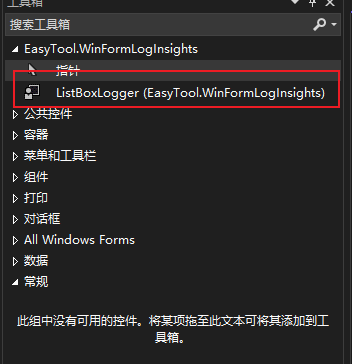 工具箱
搜索工具箱
EasyTool.WinFormLogInsights
指针
ListBoxLogger (EasyTool.WinFormLogInsights)
公共控件
容器
菜单和工具栏
组件
打印
对话框
All Windows Forms
数据
常规
此组中没有可用的控件。将某项拖至此文本可将其添加到
工具箱。